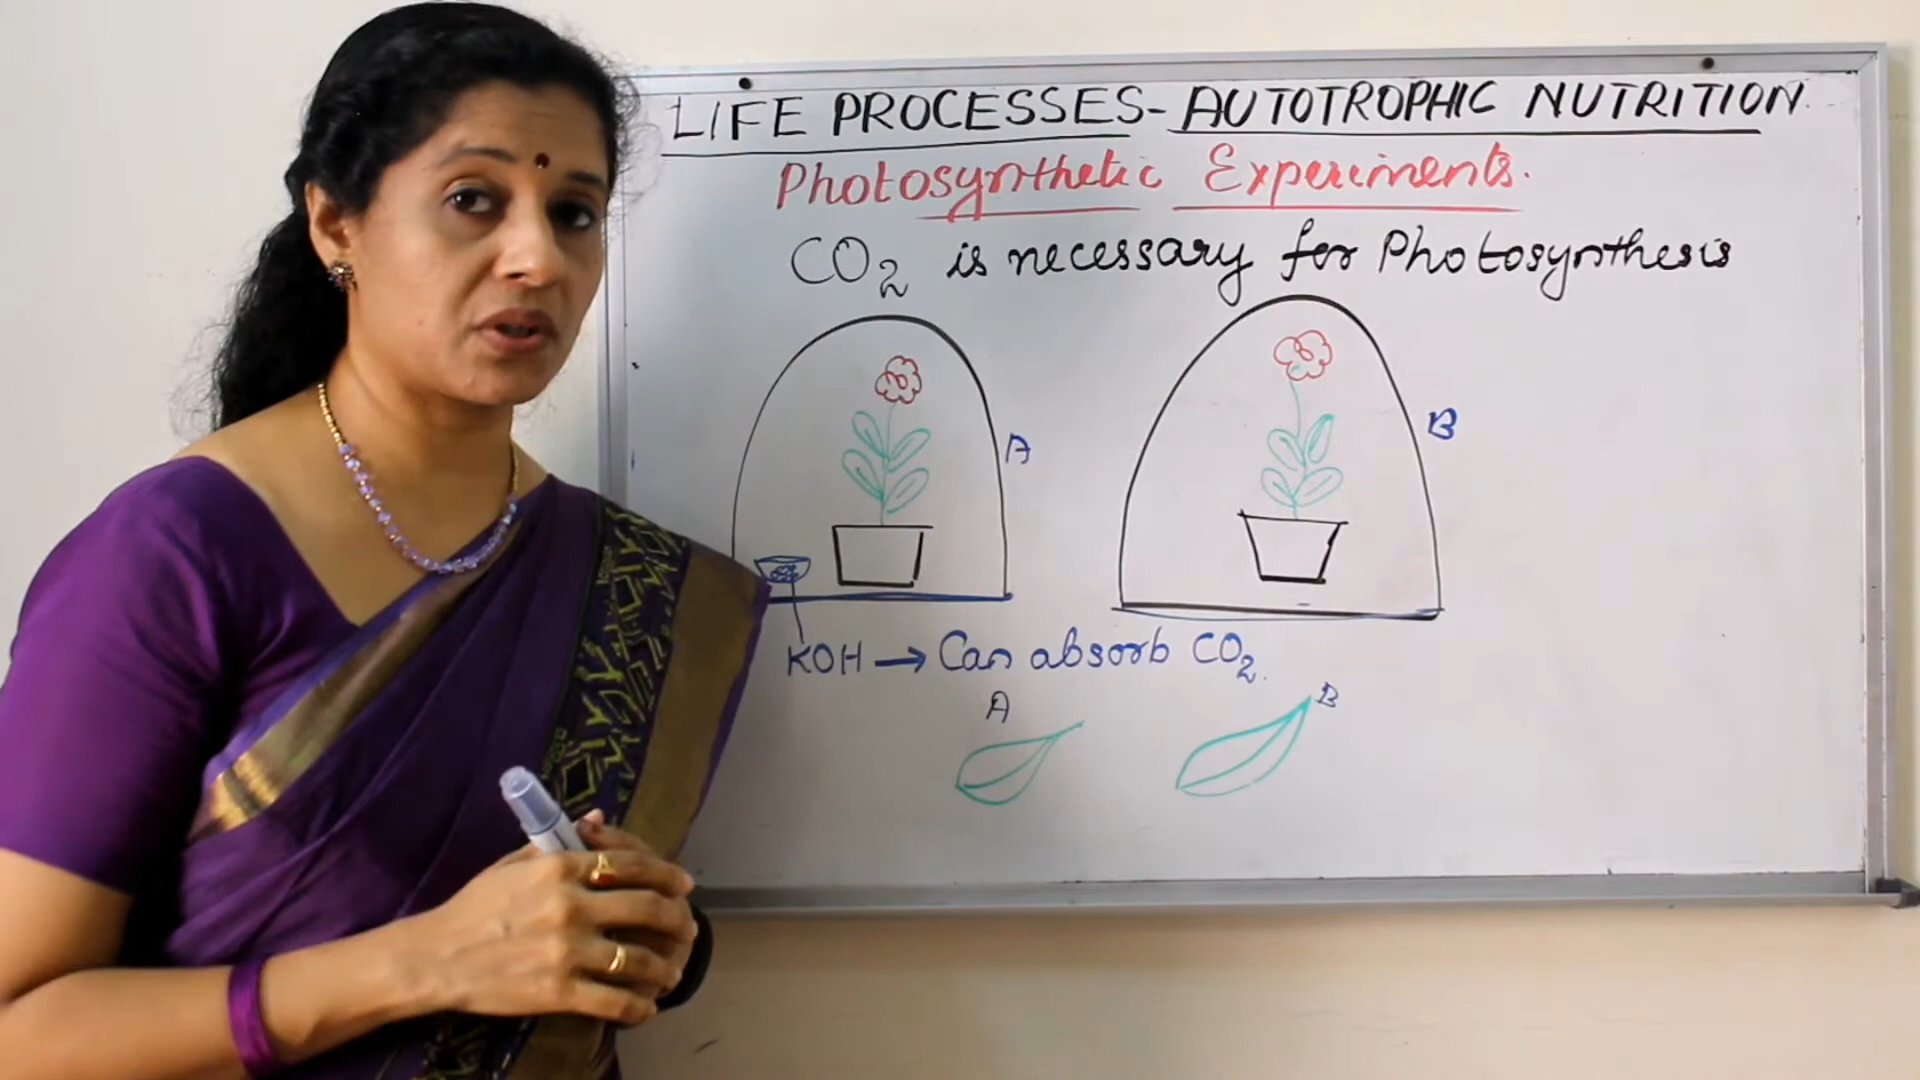 LIFE PROCESSES- AUTOTROPHIC NUTRITION.
Photosynthetic Experiments.
CO₂ is necessary for Photosynthesis
A
B
KOH → Can absorb CO₂.
A
B